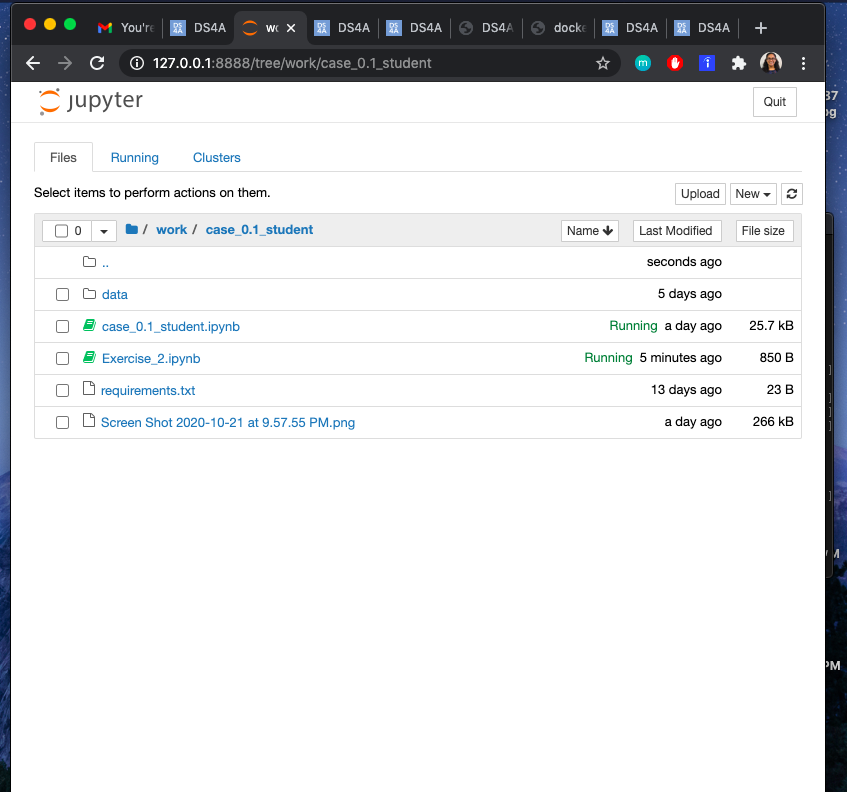 You're DS4A wo DS4A DS4A DS4A docke DS4A DS4A
127.0.0.1:8888/tree/work/case_0.1_student
jupyter
Quit
Files Running Clusters
Select items to perform actions on them.
Upload New
0 / work / case_0.1_student Name Last Modified File size
.. seconds ago
data 5 days ago
case_0.1_student.ipynb Running a day ago 25.7 kB
Exercise_2.ipynb Running 5 minutes ago 850 B
requirements.txt 13 days ago 23 B
Screen Shot 2020-10-21 at 9.57.55 PM.png a day ago 266 kB
PM